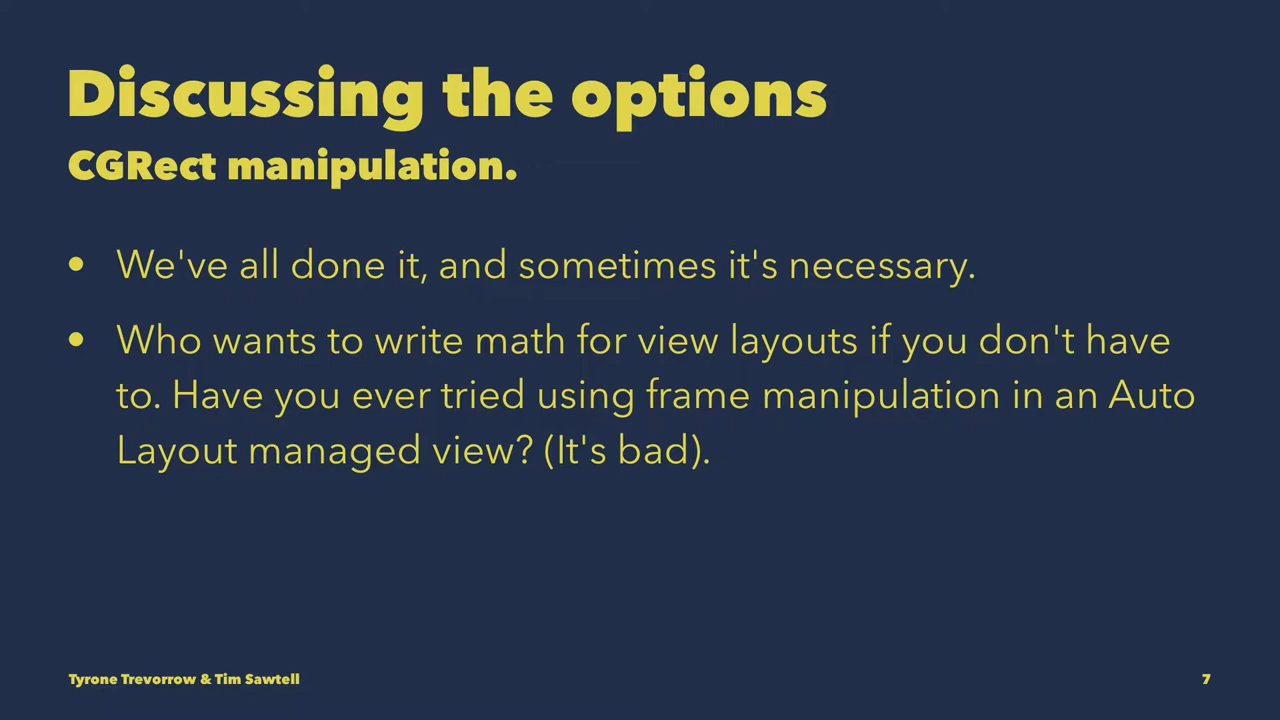 Discussing the options
CGRect manipulation.
• We've all done it, and sometimes it's necessary.
• Who wants to write math for view layouts if you don't have
to. Have you ever tried using frame manipulation in an Auto
Layout managed view? (It's bad).
Tyrone Trevorrow & Tim Sawtell
7